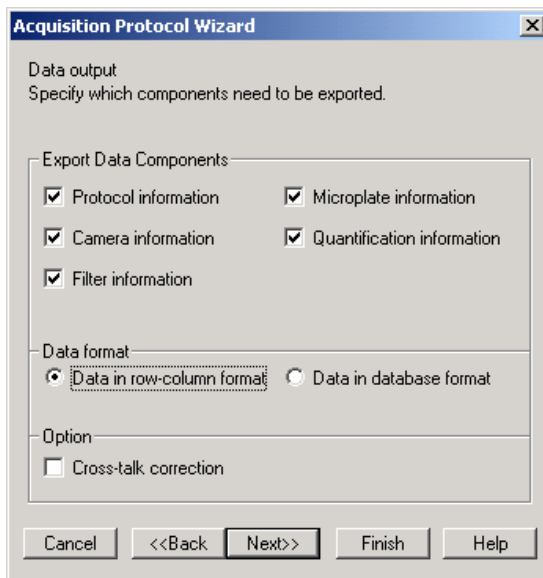 Acquisition Protocol Wizard
Data output
Specify which components need to be exported.
Export Data Components
Protocol information
Microplate information
Camera information
Quantification information
Filter information
Data format
Data in row-column format
Data in database format
Option
Cross-talk correction
Cancel
<<Back
Next>>
Finish
Help